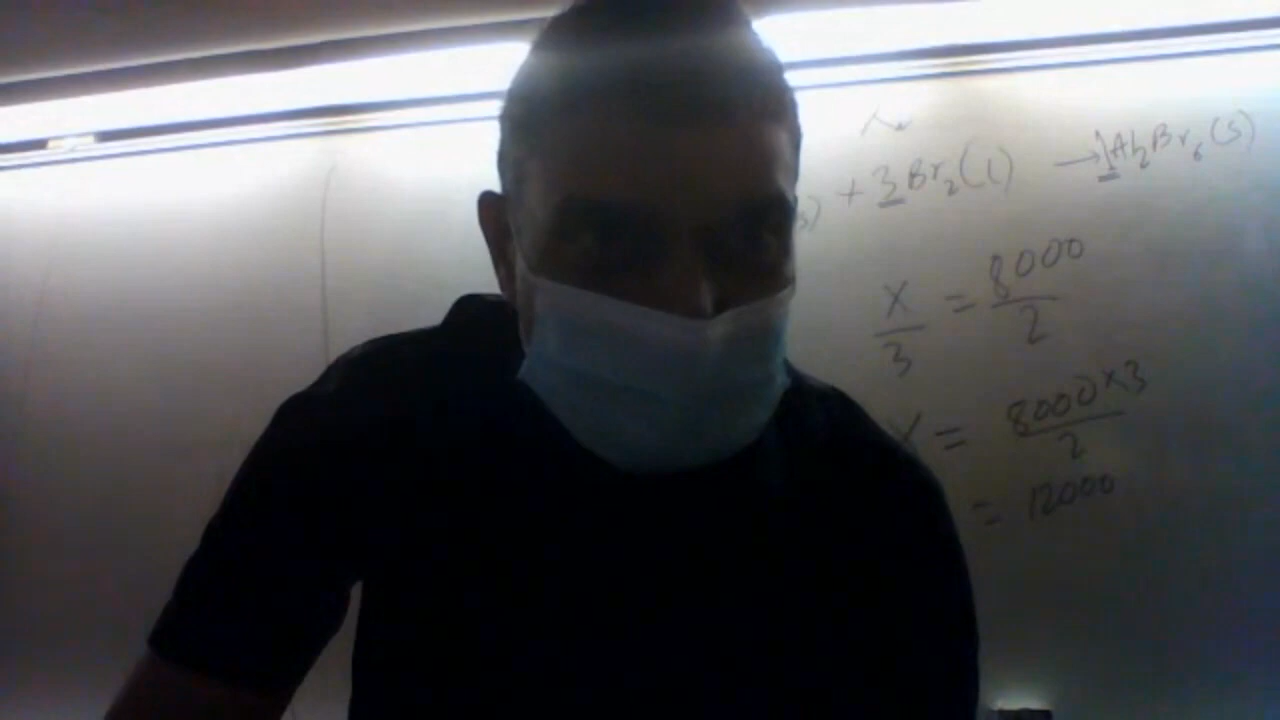 s) + 3Br₂(l) → 1Al₂Br₆(s)
x/3 = 8000/2
x = 8000×3/2
= 12000